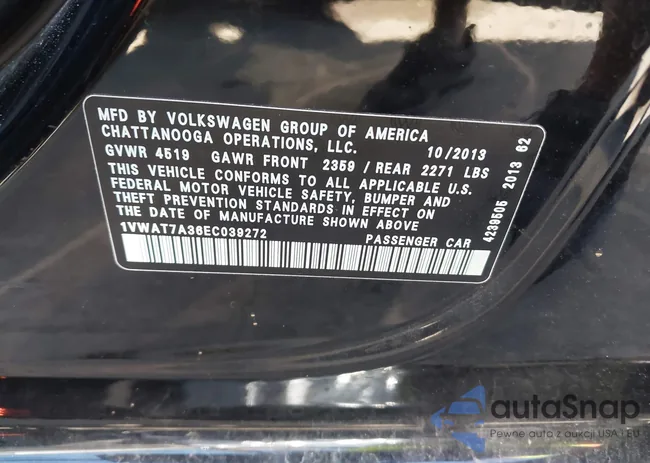 MFD BY VOLKSWAGEN GROUP OF AMERICA
CHATTANOOGA OPERATIONS, LLC. 10/2013
GVWR 4519 GAWR FRONT 2359 / REAR 2271 LBS
THIS VEHICLE CONFORMS TO ALL APPLICABLE U.S.
FEDERAL MOTOR VEHICLE SAFETY, BUMPER AND
THEFT PREVENTION STANDARDS IN EFFECT ON
THE DATE OF MANUFACTURE SHOWN ABOVE
1VWAT7A36EC039272 PASSENGER CAR
4239505 2013 62
autoSnap
Pewne auto z aukcji USA i EU